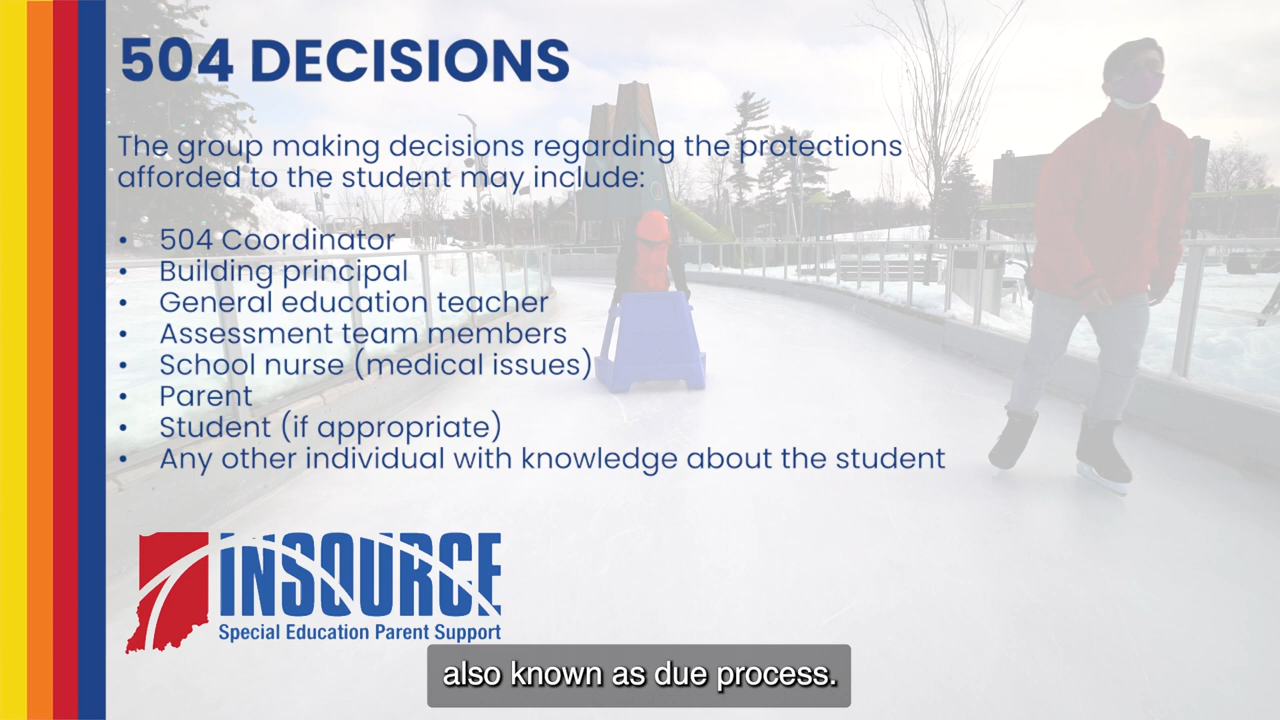 504 DECISIONS
The group making decisions regarding the protections
afforded to the student may include:
• 504 Coordinator
• Building principal
• General education teacher
• Assessment team members
• School nurse (medical issues)
• Parent
• Student (if appropriate)
• Any other individual with knowledge about the student
INSOURCE
Special Education Parent Support
also known as due process.